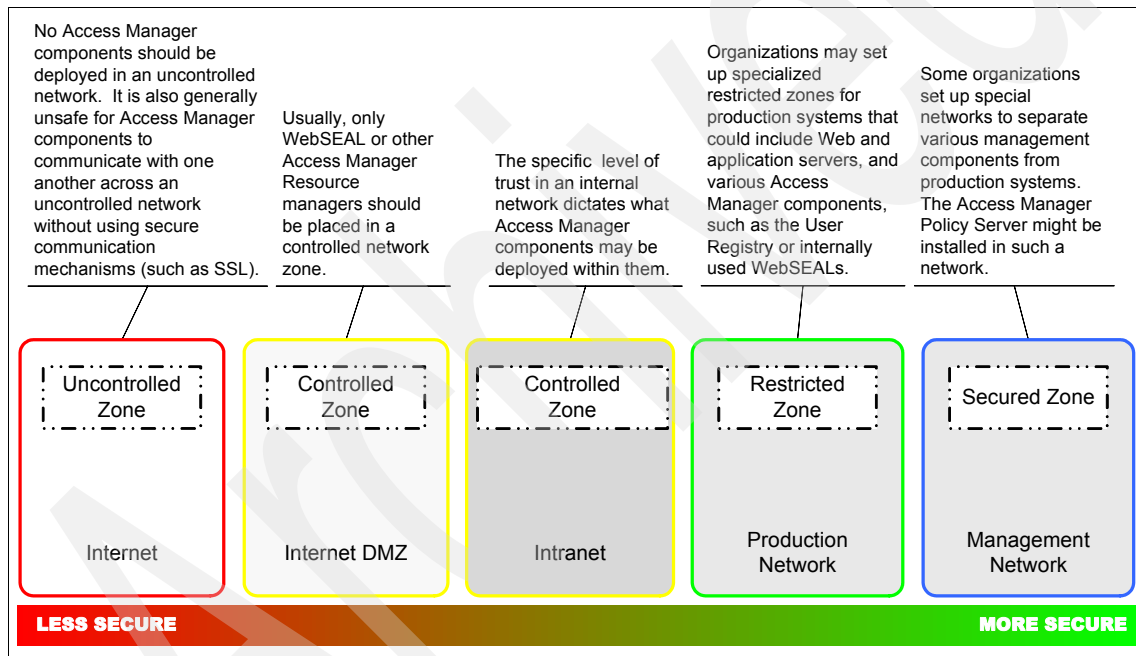 No Access Manager
components should be
deployed in an uncontrolled
network. It is also generally
unsafe for Access Manager
components to
communicate with one
another across an
uncontrolled network
without using secure
communication
mechanisms (such as SSL).
Usually, only
WebSEAL or other
Access Manager
Resource
managers should
be placed in a
controlled network
zone.
The specific level of
trust in an internal
network dictates what
Access Manager
components may be
deployed within them.
Organizations may set
up specialized
restricted zones for
production systems that
could include Web and
application servers, and
various Access
Manager components,
such as the User
Registry or internally
used WebSEALs.
Some organizations
set up special
networks to separate
various management
components from
production systems.
The Access Manager
Policy Server might be
installed in such a
network.
Uncontrolled
Zone
Internet
Controlled
Zone
Internet DMZ
Controlled
Zone
Intranet
Restricted
Zone
Production
Network
Secured Zone
Management
Network
LESS SECURE
MORE SECURE
Archived